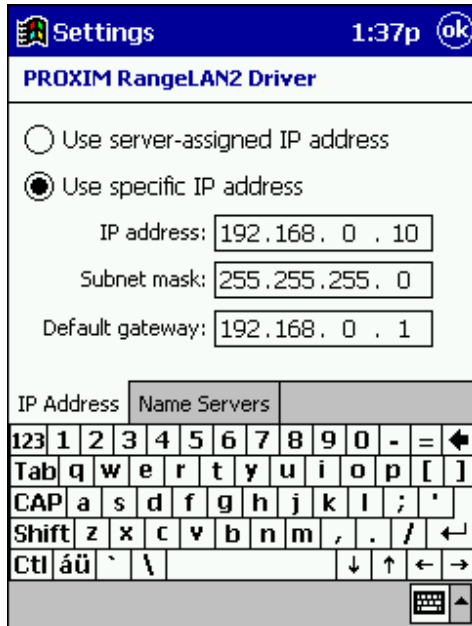 Settings 1:37p ok
PROXIM RangeLAN2 Driver
Use server-assigned IP address
Use specific IP address
IP address: 192.168. 0 . 10
Subnet mask: 255.255.255. 0
Default gateway: 192.168. 0 . 1
IP Address Name Servers
123 1 2 3 4 5 6 7 8 9 0 - = 🡄
Tab q w e r t y u i o p [ ]
CAP a s d f g h j k l ; '
Shift z x c v b n m , . / ↵
Ctl áü ` \ ↓ ↑ ← →